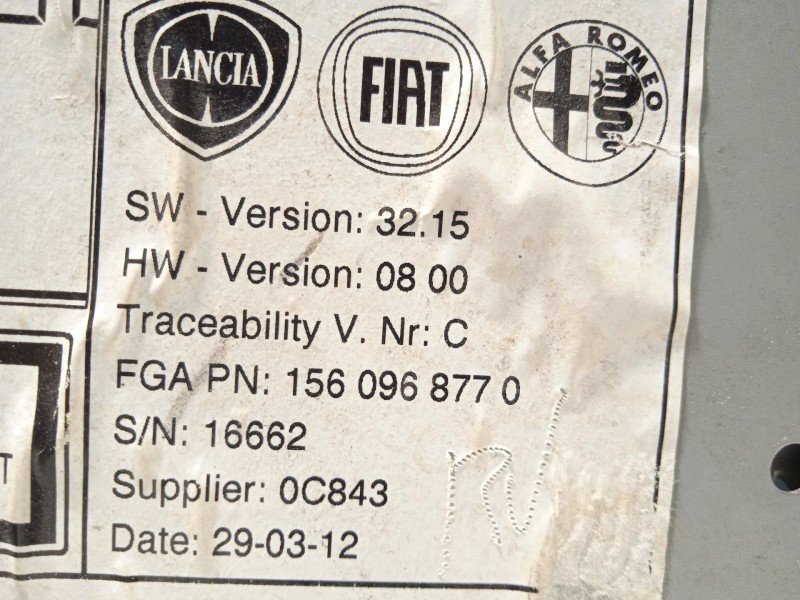 LANCIA FIAT ALFA ROMEO
SW - Version: 32.15
HW - Version: 08 00
Traceability V. Nr: C
FGA PN: 156 096 877 0
S/N: 16662
Supplier: 0C843
Date: 29-03-12
T